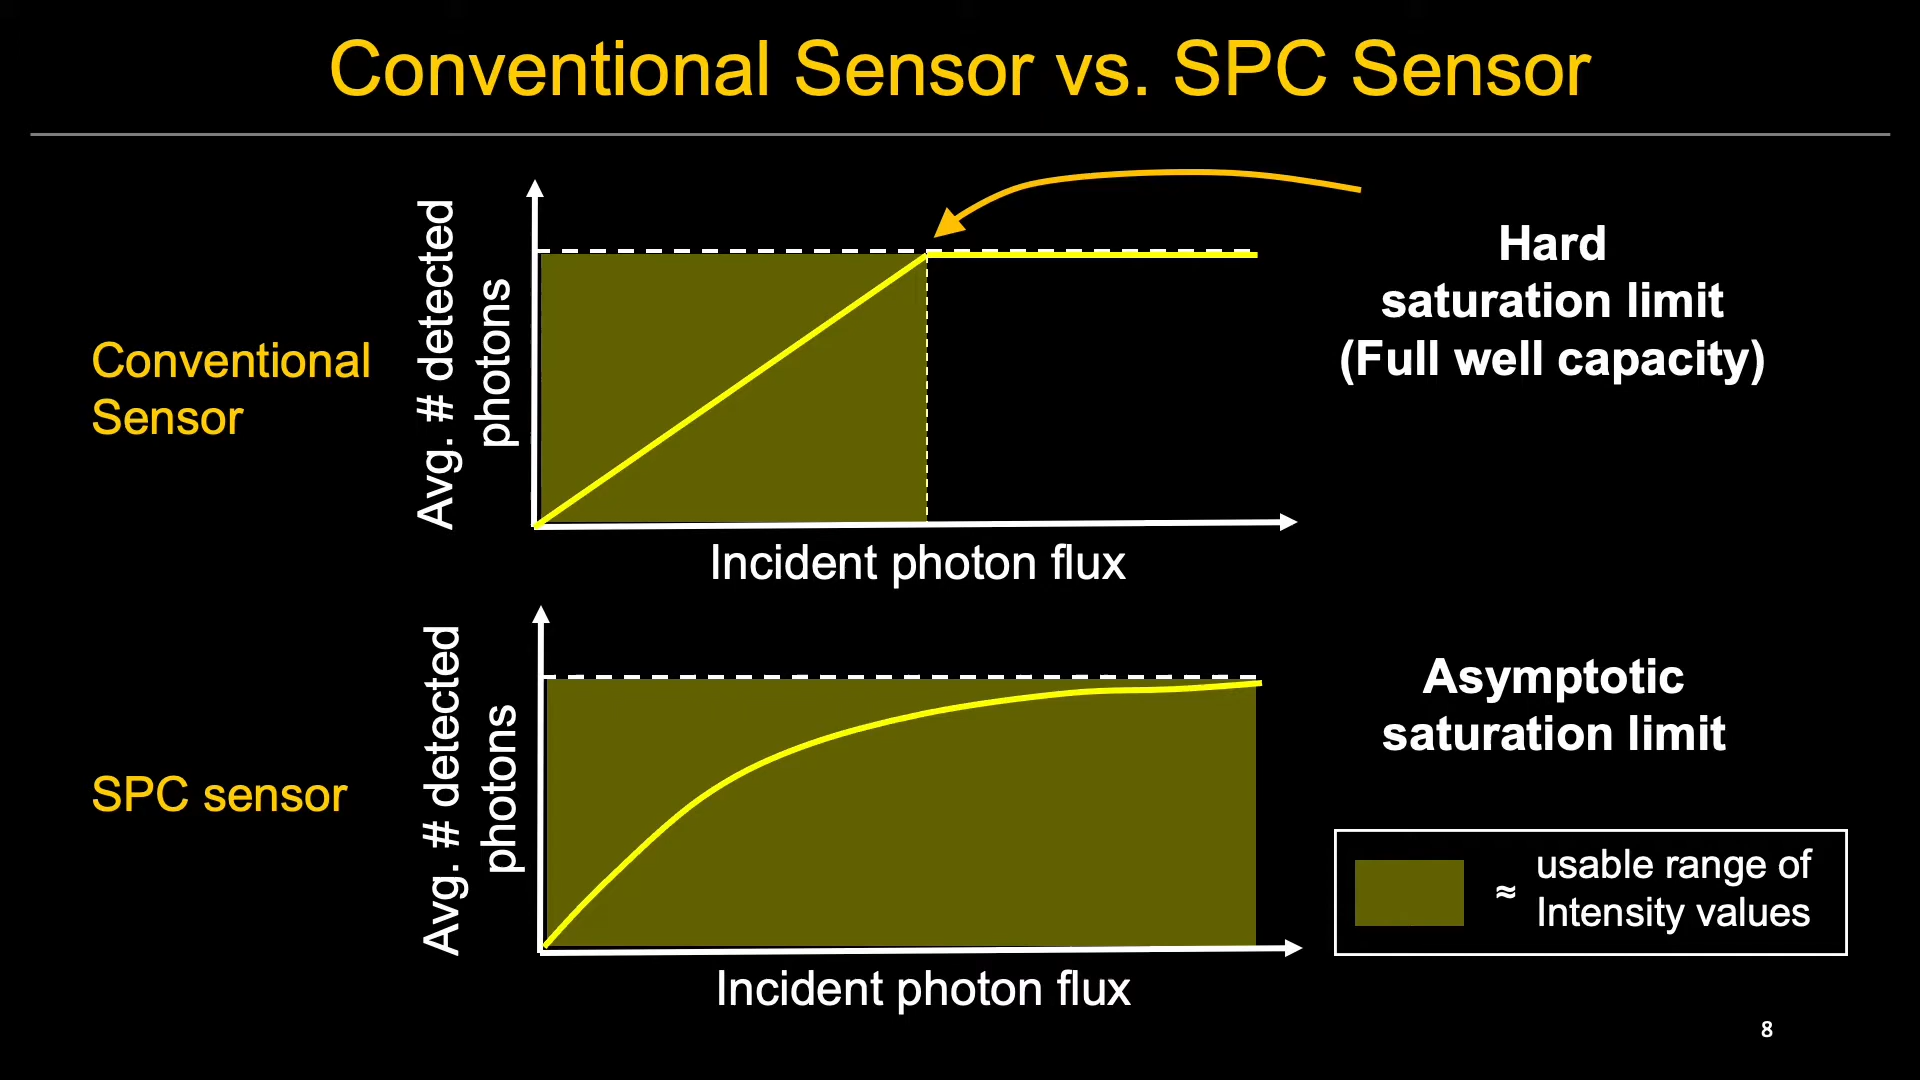 Conventional Sensor vs. SPC Sensor
Conventional
Sensor
Avg. # detected
photons
Incident photon flux
Hard
saturation limit
(Full well capacity)
SPC sensor
Avg. # detected
photons
Incident photon flux
Asymptotic
saturation limit
≈ usable range of
Intensity values
8